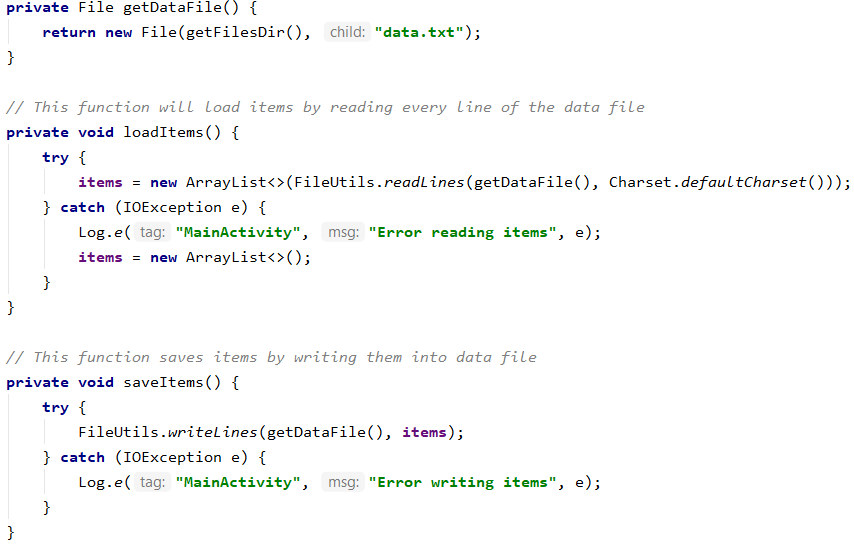 private File getDataFile() {
    return new File(getFilesDir(), child: "data.txt");
}

// This function will load items by reading every line of the data file
private void loadItems() {
    try {
        items = new ArrayList<>(FileUtils.readLines(getDataFile(), Charset.defaultCharset()));
    } catch (IOException e) {
        Log.e( tag: "MainActivity", msg: "Error reading items", e);
        items = new ArrayList<>();
    }
}

// This function saves items by writing them into data file
private void saveItems() {
    try {
        FileUtils.writeLines(getDataFile(), items);
    } catch (IOException e) {
        Log.e( tag: "MainActivity", msg: "Error writing items", e);
    }
}